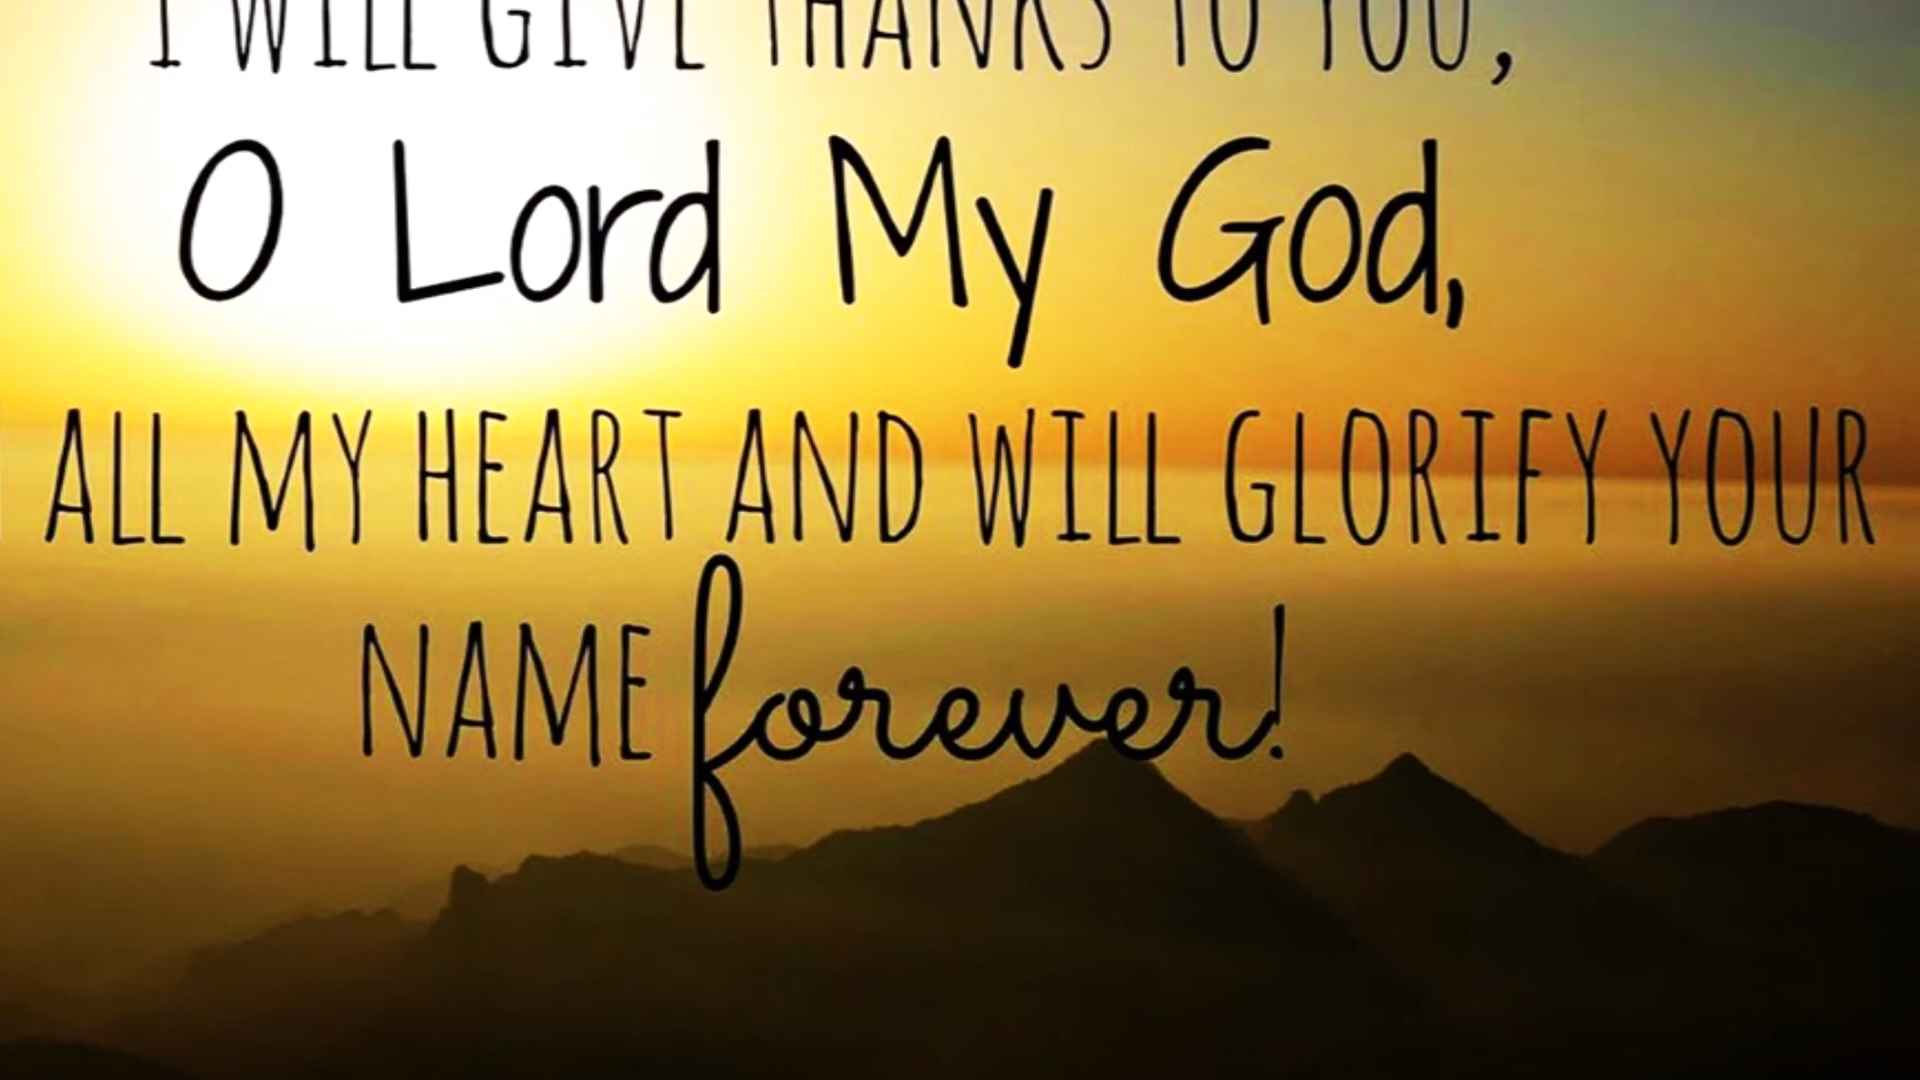 I WILL GIVE THANKS TO YOU,
O Lord My God,
ALL MY HEART AND WILL GLORIFY YOUR
NAME forever!